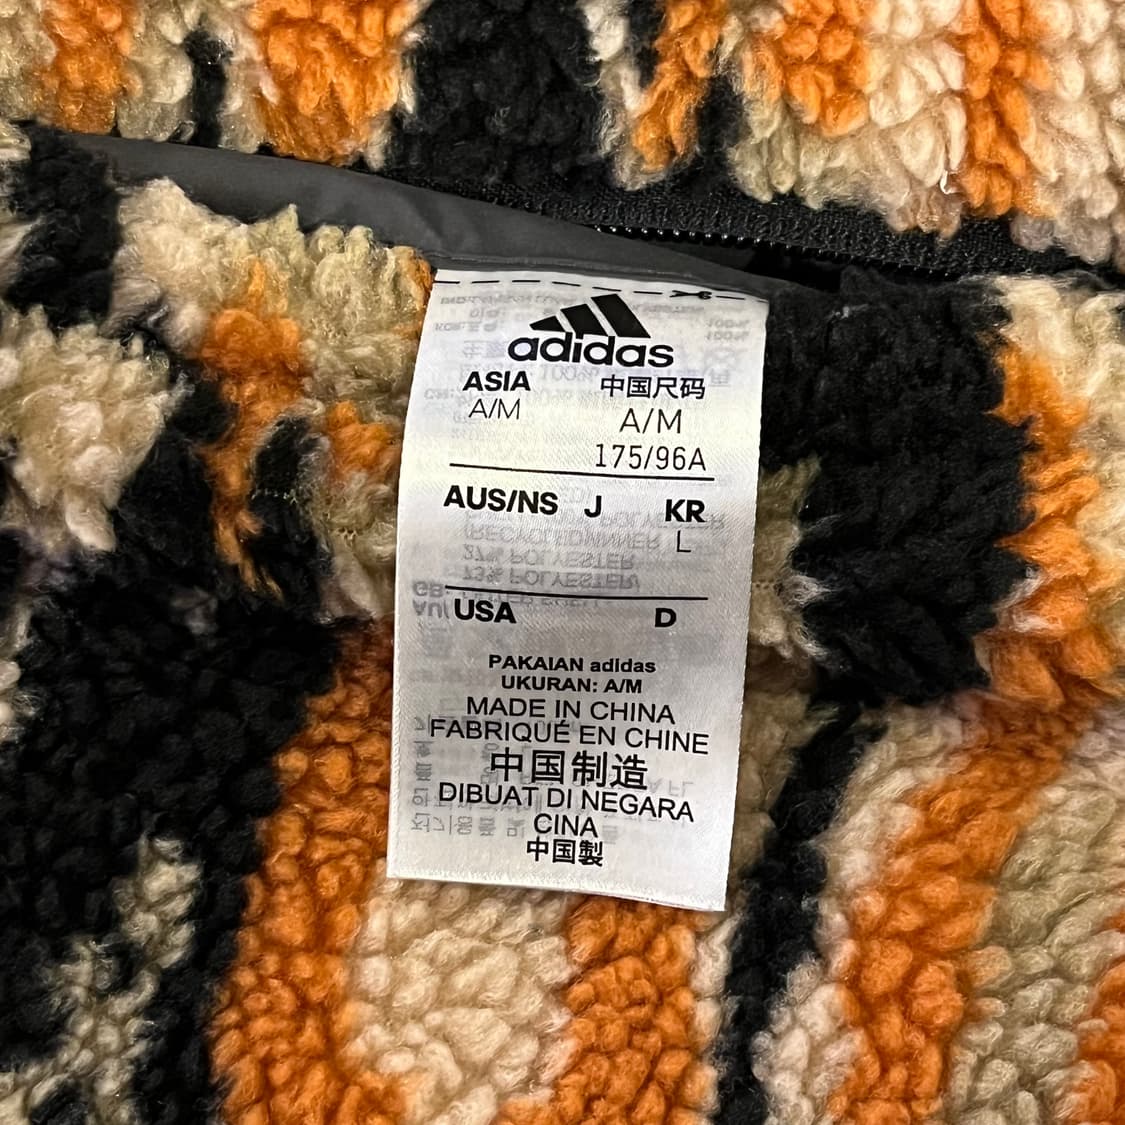 adidas
ASIA 中国尺码
A/M A/M
175/96A
AUS/NS J KR
L
USA D
PAKAIAN adidas
UKURAN: A/M
MADE IN CHINA
FABRIQUÉ EN CHINE
中国制造
DIBUAT DI NEGARA
CINA
中国製